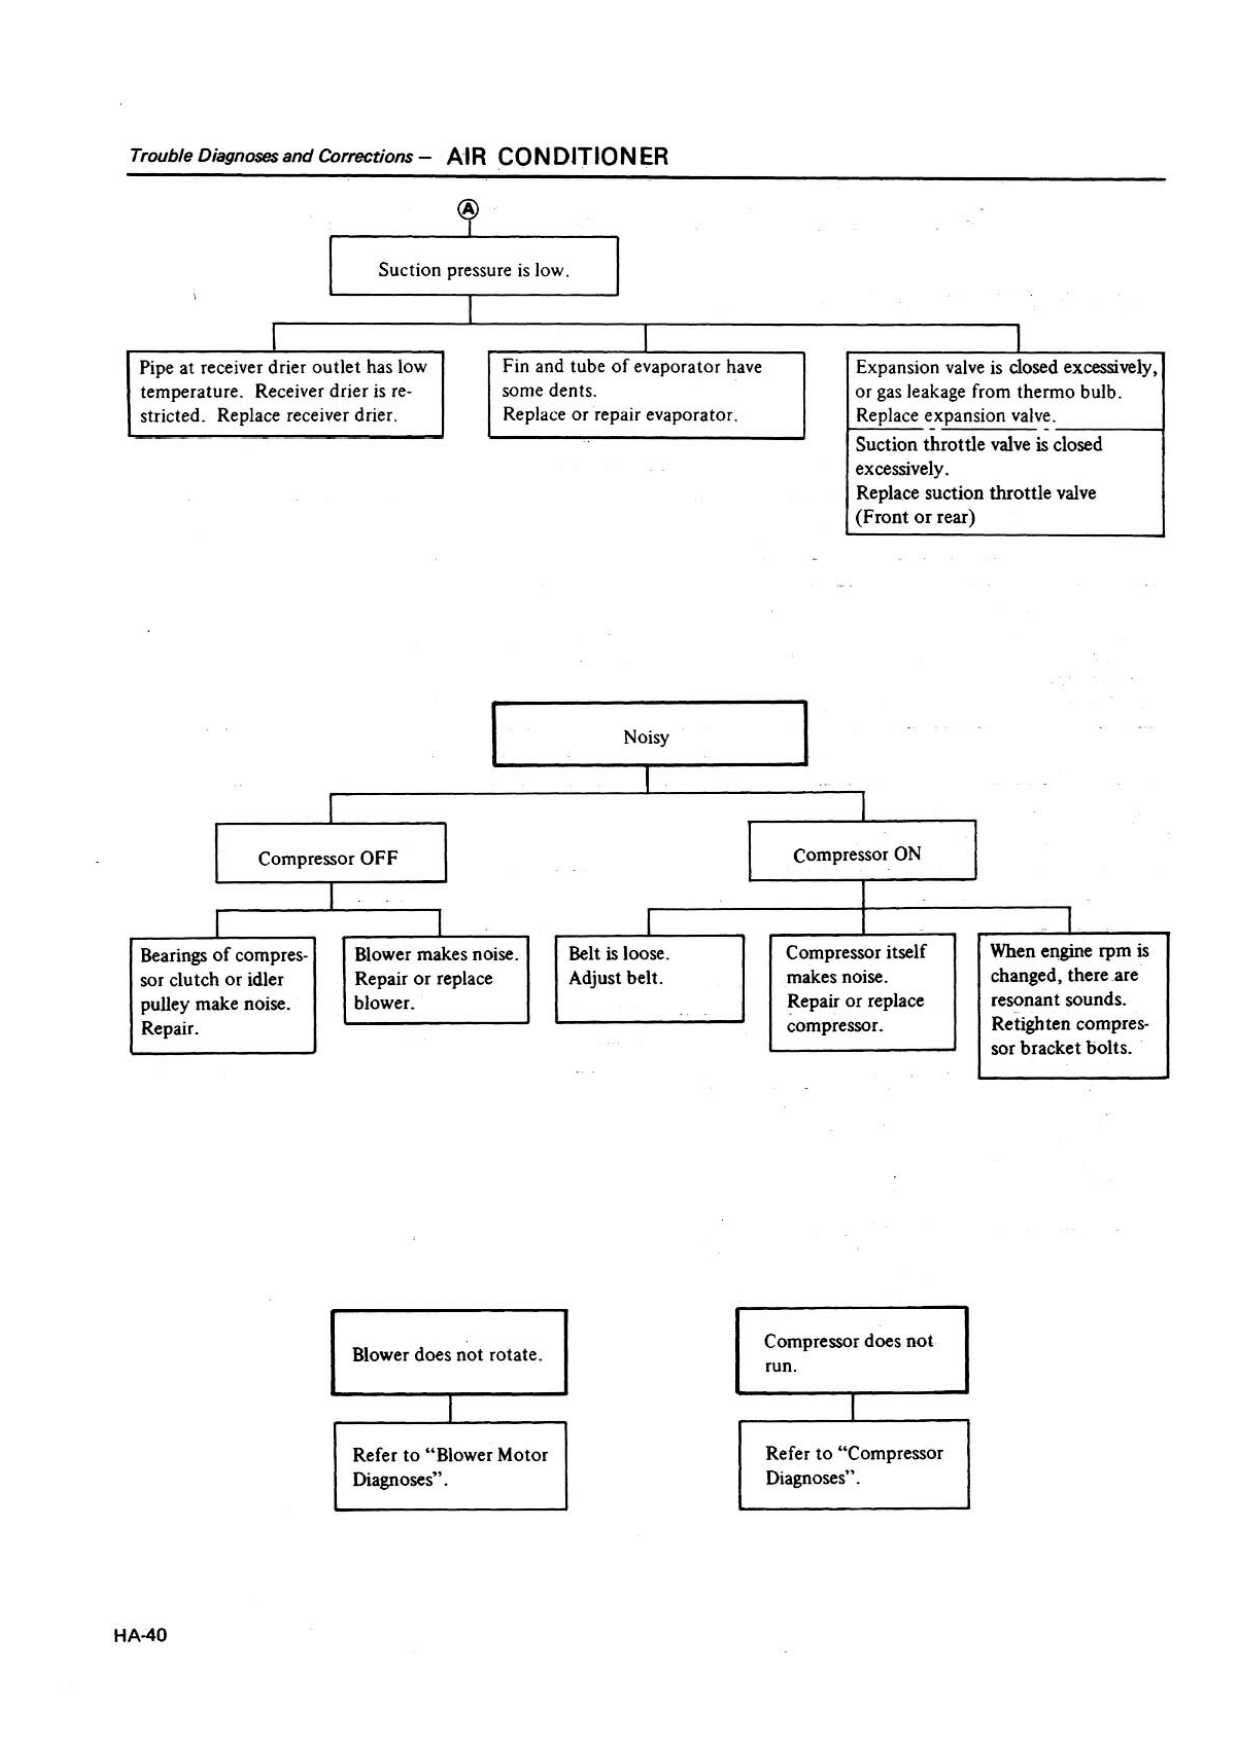 Trouble Diagnoses and Corrections – AIR CONDITIONER
A
Suction pressure is low.
Pipe at receiver drier outlet has low
temperature. Receiver drier is re-
stricted. Replace receiver drier.
Fin and tube of evaporator have
some dents.
Replace or repair evaporator.
Expansion valve is closed excessively,
or gas leakage from thermo bulb.
Replace expansion valve.
Suction throttle valve is closed
excessively.
Replace suction throttle valve
(Front or rear)
Noisy
Compressor OFF
Compressor ON
Bearings of compres-
sor clutch or idler
pulley make noise.
Repair.
Blower makes noise.
Repair or replace
blower.
Belt is loose.
Adjust belt.
Compressor itself
makes noise.
Repair or replace
compressor.
When engine rpm is
changed, there are
resonant sounds.
Retighten compres-
sor bracket bolts.
Blower does not rotate.
Compressor does not
run.
Refer to “Blower Motor
Diagnoses”.
Refer to “Compressor
Diagnoses”.
HA-40